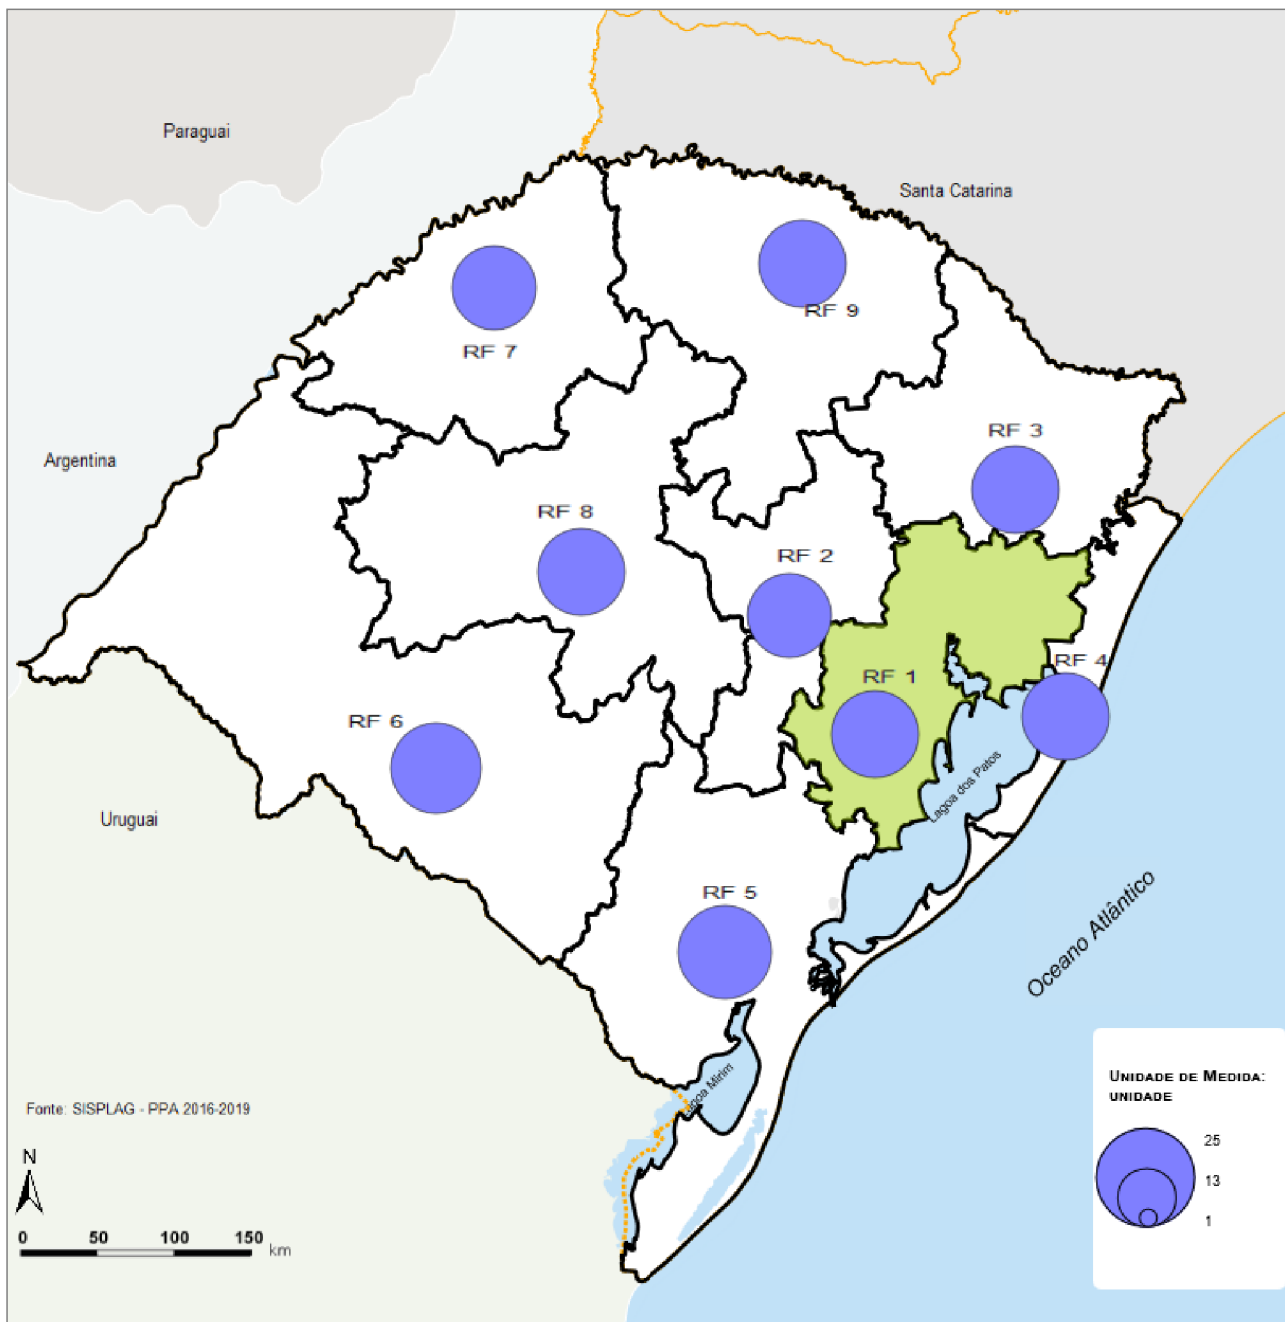 Paraguai
Santa Catarina
RF 9
RF 7
RF 3
Argentina
RF 8
RF 2
RF 4
RF 1
RF 6
Lagoa dos Patos
Uruguai
RF 5
Oceano Atlântico
Lagoa Mirim
UNIDADE DE MEDIDA:
UNIDADE
25
13
1
Fonte: SISPLAG - PPA 2016-2019
N
0 50 100 150
km